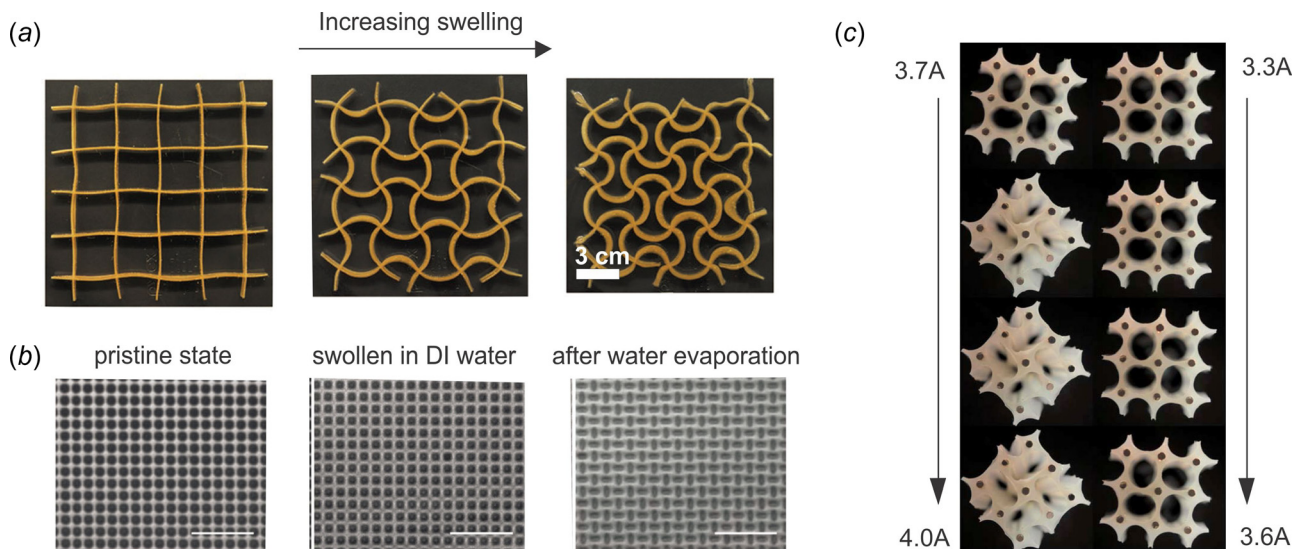 (a)
Increasing swelling
3 cm
(b)
pristine state
swollen in DI water
after water evaporation
(c)
3.7A
3.3A
4.0A
3.6A